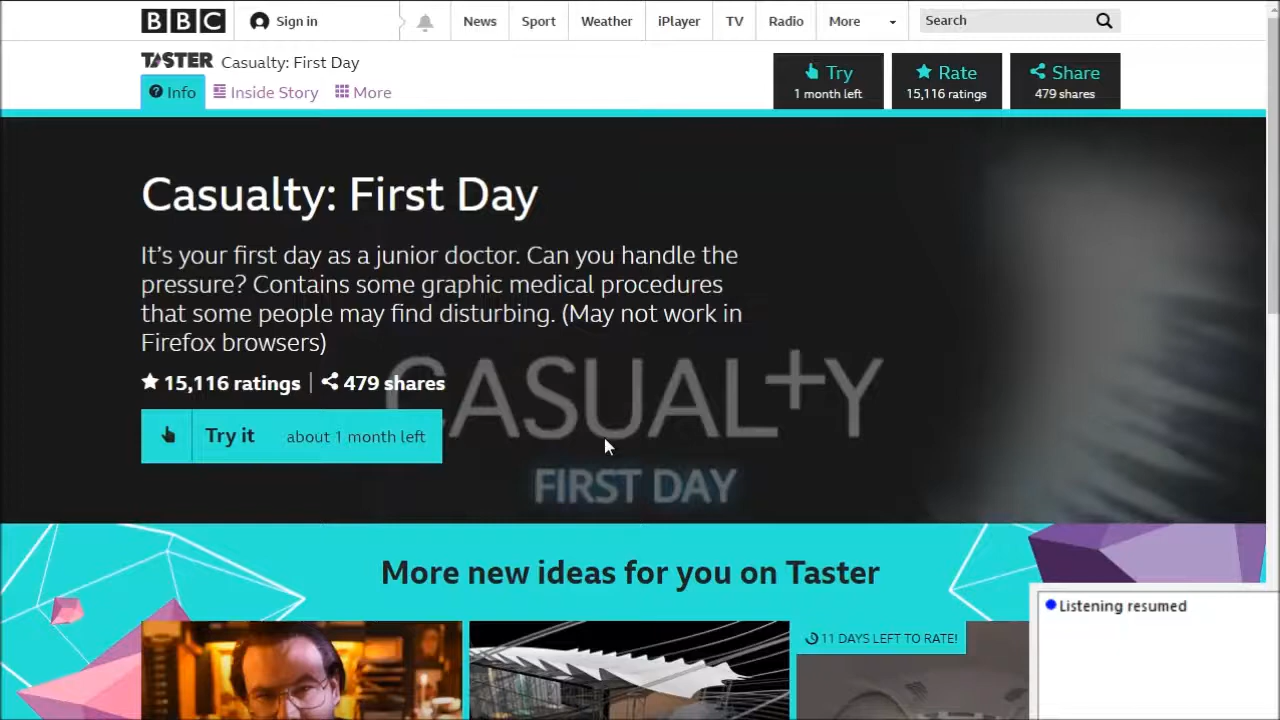 BBC
Sign in
News
Sport
Weather
iPlayer
TV
Radio
More
Search
TASTER Casualty: First Day
Info
Inside Story
More
Try
1 month left
Rate
15,116 ratings
Share
479 shares
Casualty: First Day
It's your first day as a junior doctor. Can you handle the
pressure? Contains some graphic medical procedures
that some people may find disturbing. (May not work in
Firefox browsers)
15,116 ratings
479 shares
Try it
about 1 month left
CASUALTY
FIRST DAY
More new ideas for you on Taster
11 DAYS LEFT TO RATE!
Listening resumed